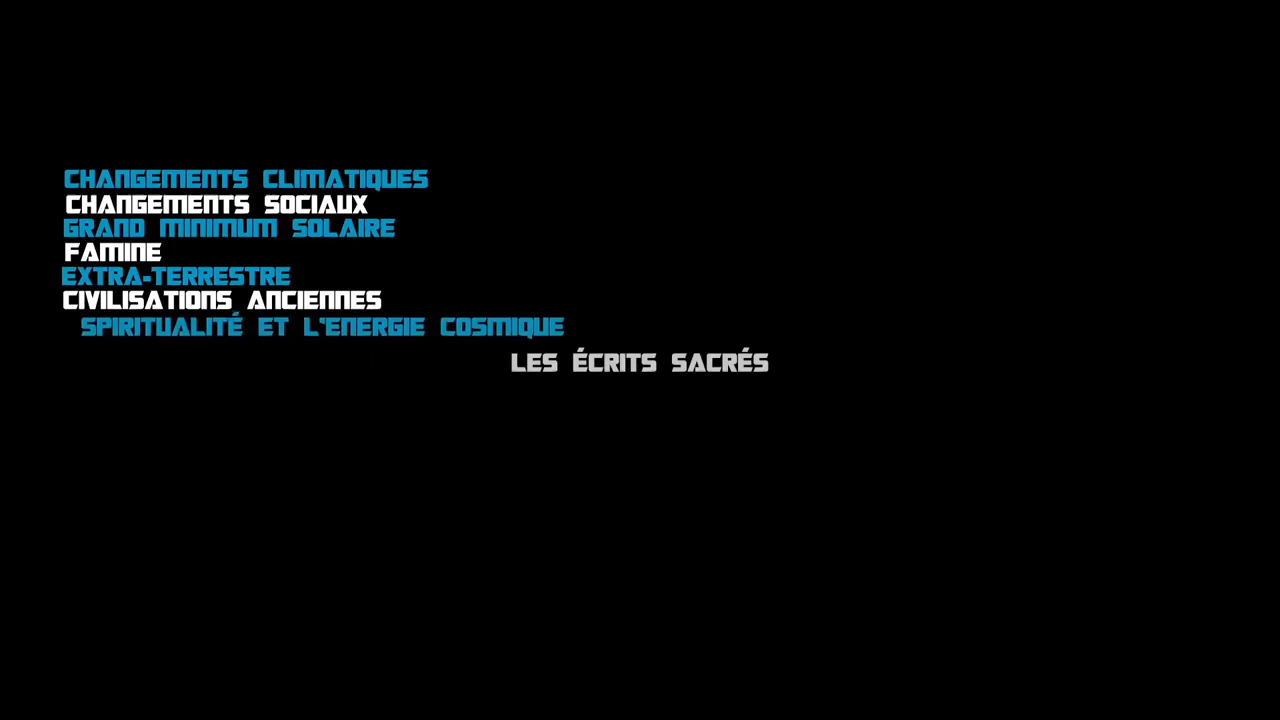 CHANGEMENTS CLIMATIQUES
CHANGEMENTS SOCIAUX
GRAND MINIMUM SOLAIRE
FAMINE
EXTRA-TERRESTRE
CIVILISATIONS ANCIENNES
SPIRITUALITÉ ET L'ENERGIE COSMIQUE
LES ÉCRITS SACRÉS